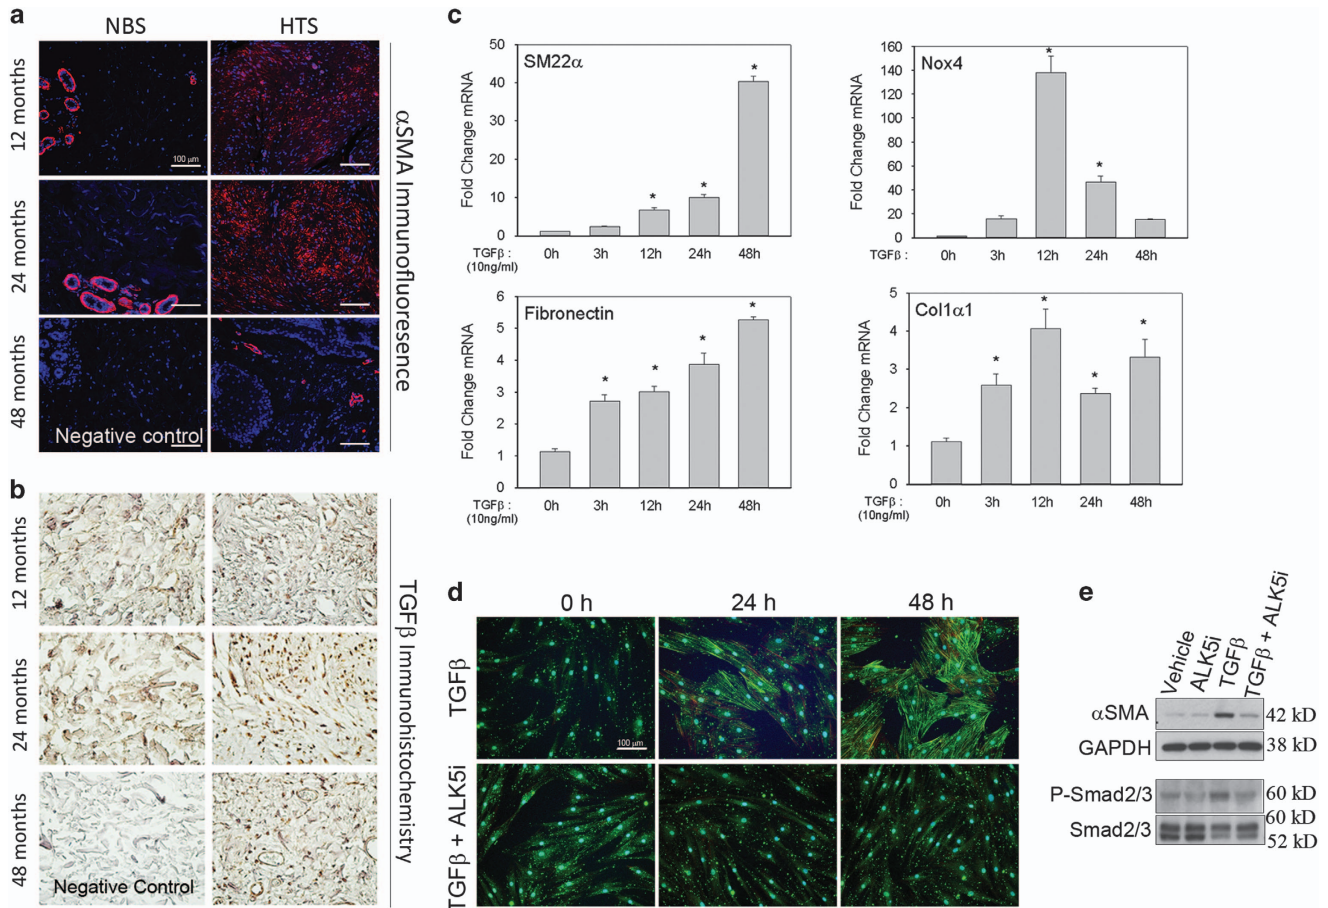 a
NBS
HTS
12 months
24 months
48 months
100 µm
Negative control
αSMA Immunofluoresence
b
12 months
24 months
48 months
Negative Control
TGFβ Immunohistochemistry
c
SM22α
Fold Change mRNA
50
40
30
20
10
0
TGFβ :
(10ng/ml)
0h 3h 12h 24h 48h
* * *
Nox4
Fold Change mRNA
160
140
120
100
80
60
40
20
0
TGFβ :
0h 3h 12h 24h 48h
* *
Fibronectin
Fold Change mRNA
6
5
4
3
2
1
0
TGFβ :
(10ng/ml)
0h 3h 12h 24h 48h
* * * *
Col1α1
Fold Change mRNA
5
4
3
2
1
0
TGFβ :
(10ng/ml)
0h 3h 12h 24h 48h
* * * *
d
0 h 24 h 48 h
TGFβ
100 µm
TGFβ + ALK5i
e
Vehicle
ALK5i
TGFβ
TGFβ + ALK5i
αSMA 42 kD
GAPDH 38 kD
P-Smad2/3 60 kD
60 kD
Smad2/3
52 kD